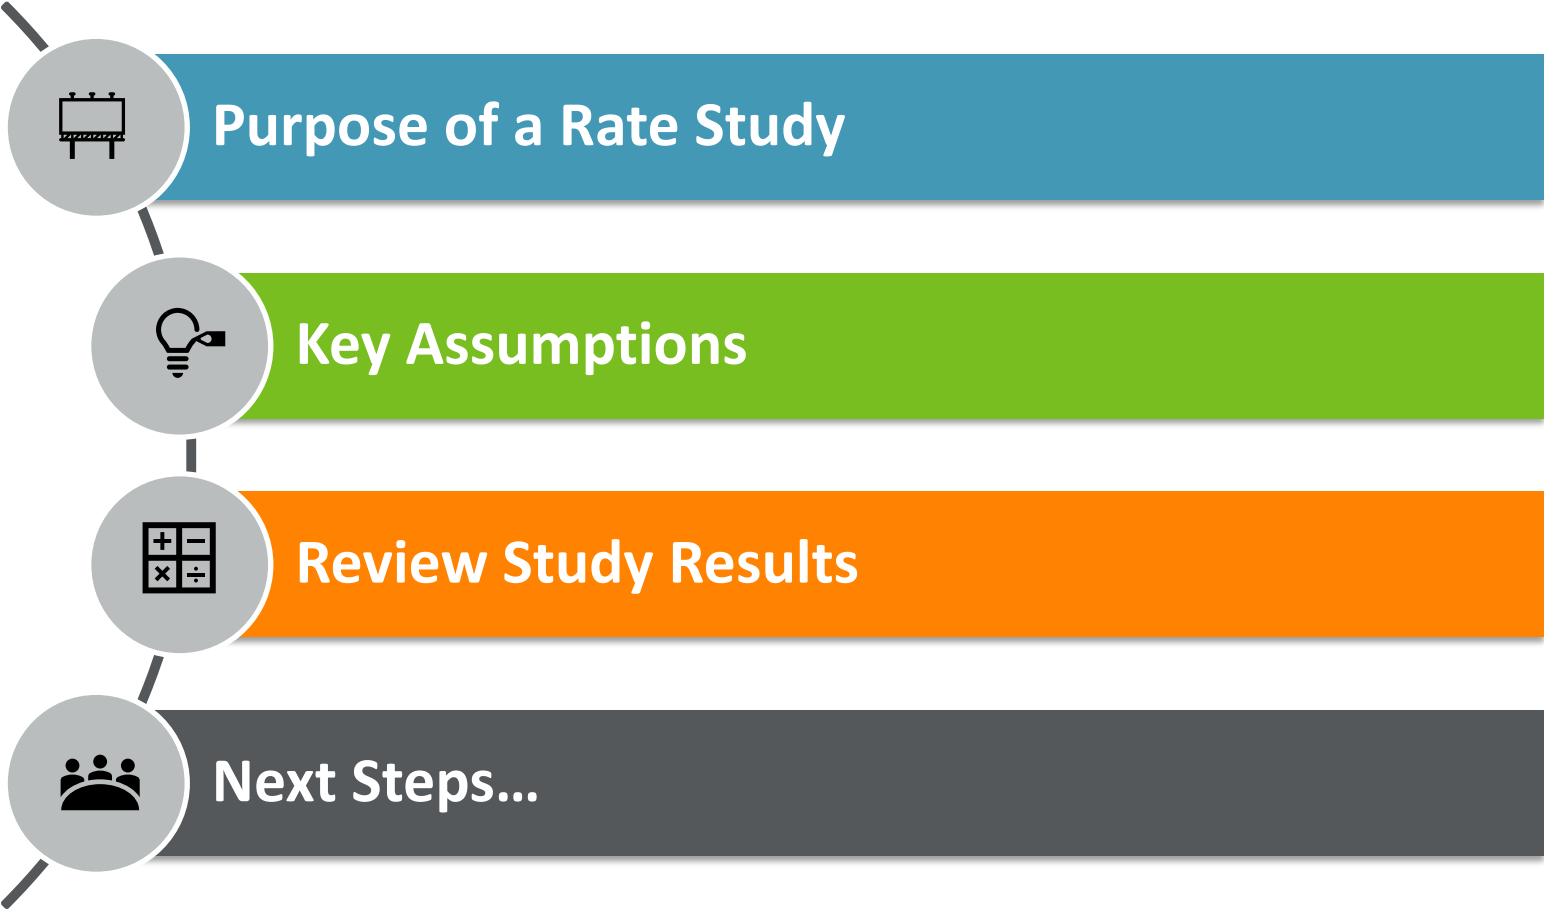 Purpose of a Rate Study
Key Assumptions
Review Study Results
Next Steps...